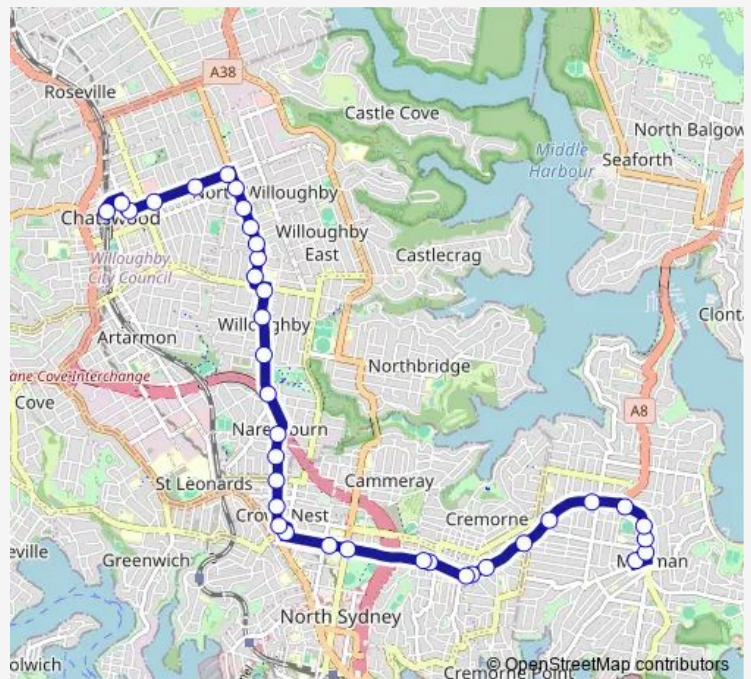 A38
Roseville
Castle Cove
North Balgow
Middle
Harbour
Seaforth
North Willoughby
Chatswood
Willoughby
East
Willoughby
City Council
Castlecrag
Clont
Artarmon
Willoughby
Northbridge
ane Cove Interchange
Cove
A8
Naremburn
St Leonards
Cammeray
Crows Nest
Cremorne
eville
Greenwich
Mosman
North Sydney
olwich
Cremorne Point
© OpenStreetMap contributors